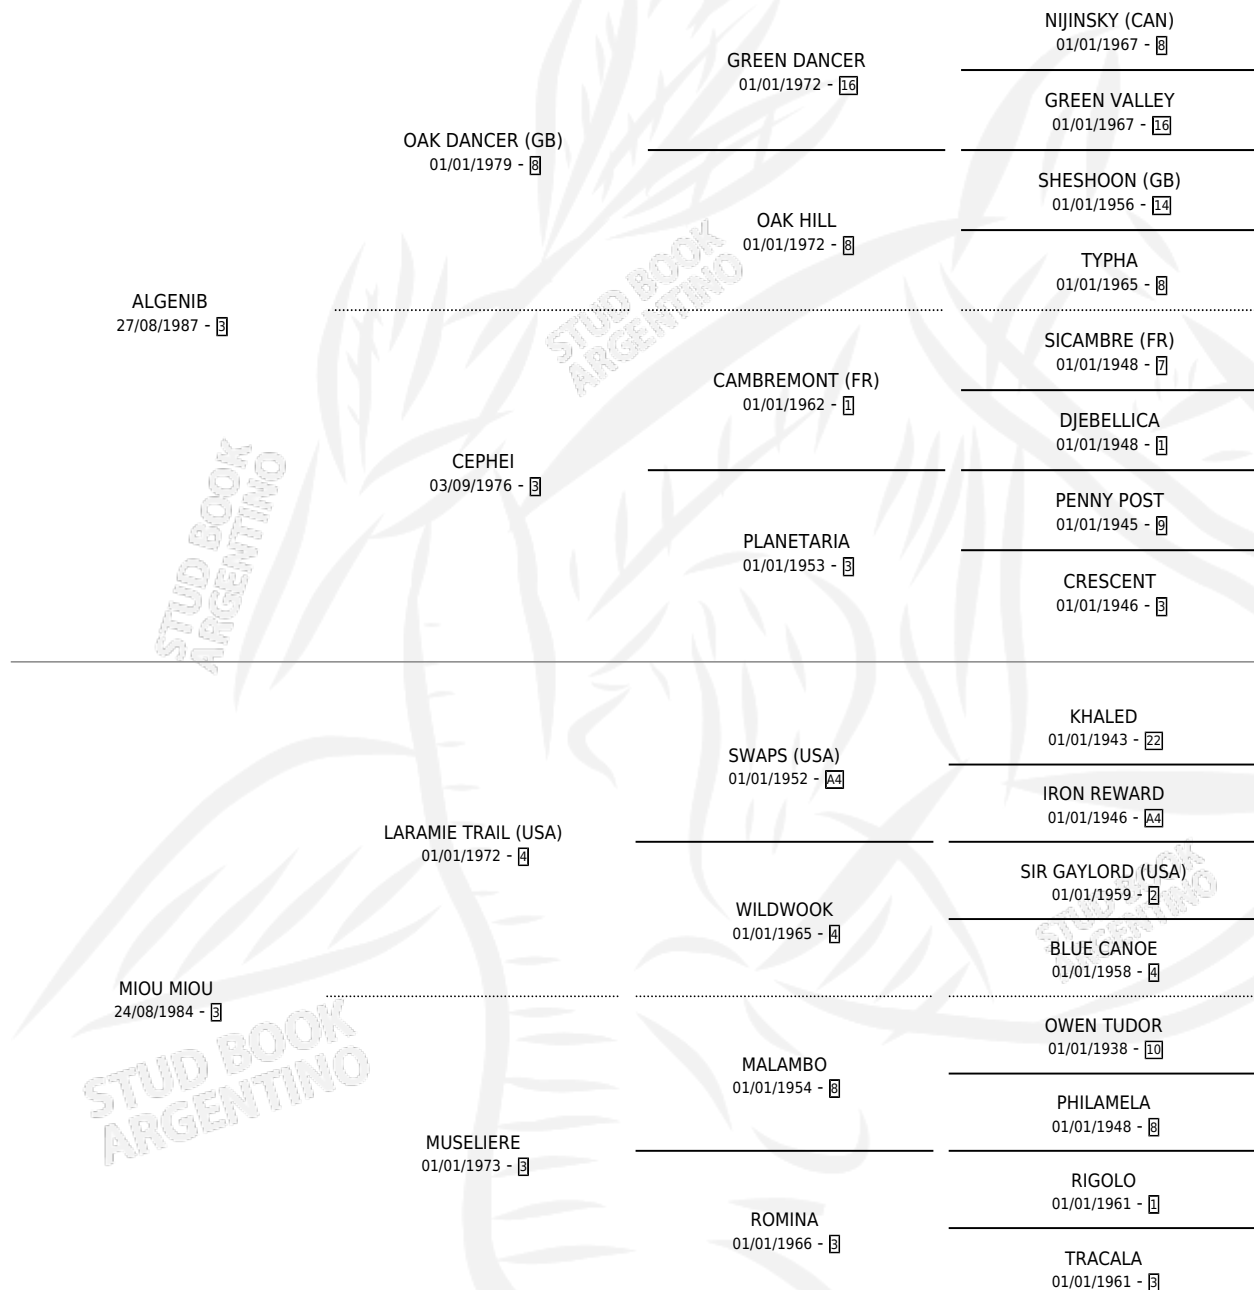 NIJINSKY (CAN)
01/01/1967 - 8
GREEN DANCER
01/01/1972 - 16
GREEN VALLEY
01/01/1967 - 16
OAK DANCER (GB)
01/01/1979 - 8
SHESHOON (GB)
01/01/1956 - 14
OAK HILL
01/01/1972 - 8
TYPHA
01/01/1965 - 8
ALGENIB
27/08/1987 - 3
SICAMBRE (FR)
01/01/1948 - 7
CAMBREMONT (FR)
01/01/1962 - 1
DJEBELLICA
01/01/1948 - 1
CEPHEI
03/09/1976 - 3
PENNY POST
01/01/1945 - 9
PLANETARIA
01/01/1953 - 3
CRESCENT
01/01/1946 - 3
KHALED
01/01/1943 - 22
SWAPS (USA)
01/01/1952 - A4
IRON REWARD
01/01/1946 - A4
LARAMIE TRAIL (USA)
01/01/1972 - 4
SIR GAYLORD (USA)
01/01/1959 - 2
WILDWOOK
01/01/1965 - 4
BLUE CANOE
01/01/1958 - 4
MIOU MIOU
24/08/1984 - 3
OWEN TUDOR
01/01/1938 - 10
MALAMBO
01/01/1954 - 8
PHILAMELA
01/01/1948 - 8
MUSELIERE
01/01/1973 - 3
RIGOLO
01/01/1961 - 1
ROMINA
01/01/1966 - 3
TRACALA
01/01/1961 - 3
STUD BOOK
ARGENTINO
STUD BOOK
ARGENTINO
STUD BOOK
ARGENTINO
STUD BOOK
ARGENTINO